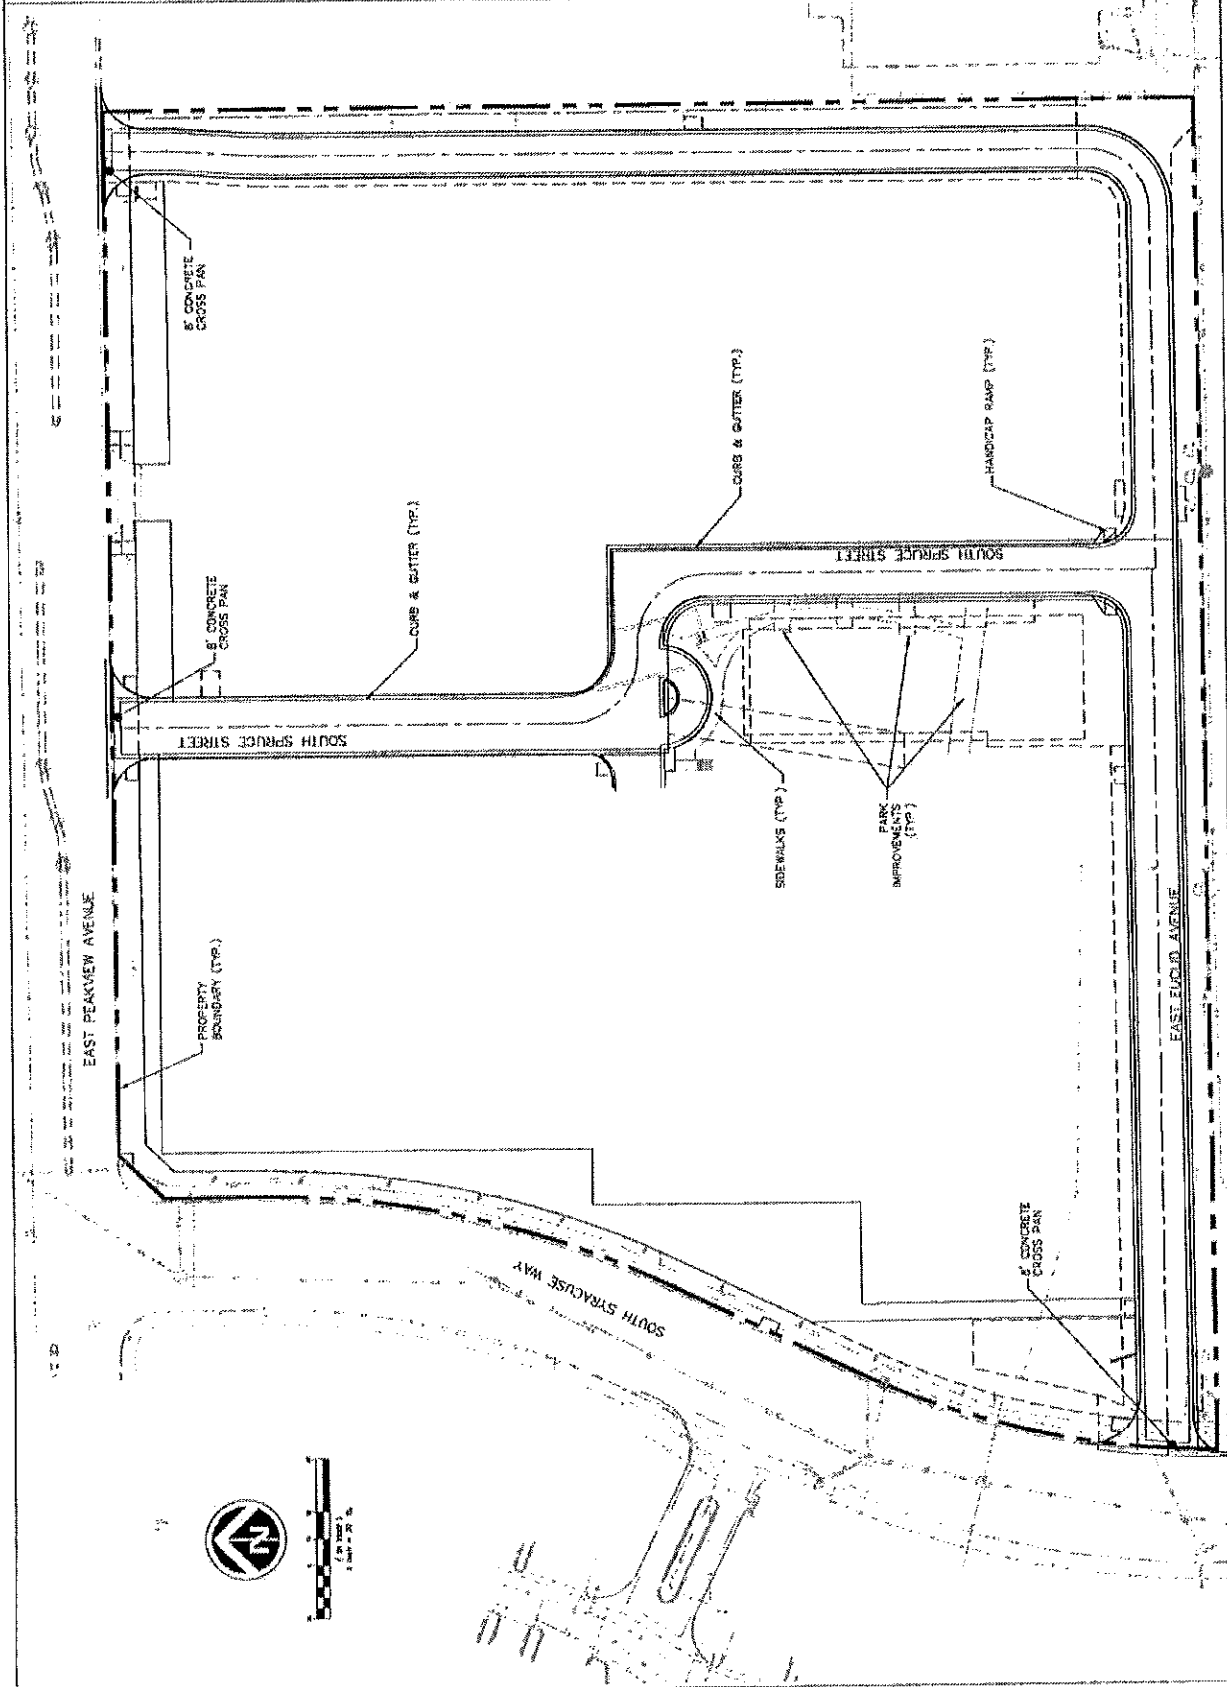 EAST PEAKVIEW AVENUE
PROPERTY
BOUNDARY (TYP.)
8' CONCRETE
CROSS PAN
8' CONCRETE
CROSS PAN
SOUTH SPRUCE STREET
CURB & GUTTER (TYP.)
SOUTH SYRACUSE WAY
CURB & GUTTER (TYP.)
SOUTH SPRUCE STREET
SIDEWALKS (TYP.)
PARK
IMPROVEMENTS
(TYP.)
HANDICAP RAMP (TYP.)
8' CONCRETE
CROSS PAN
EAST EUCLID AVENUE
N